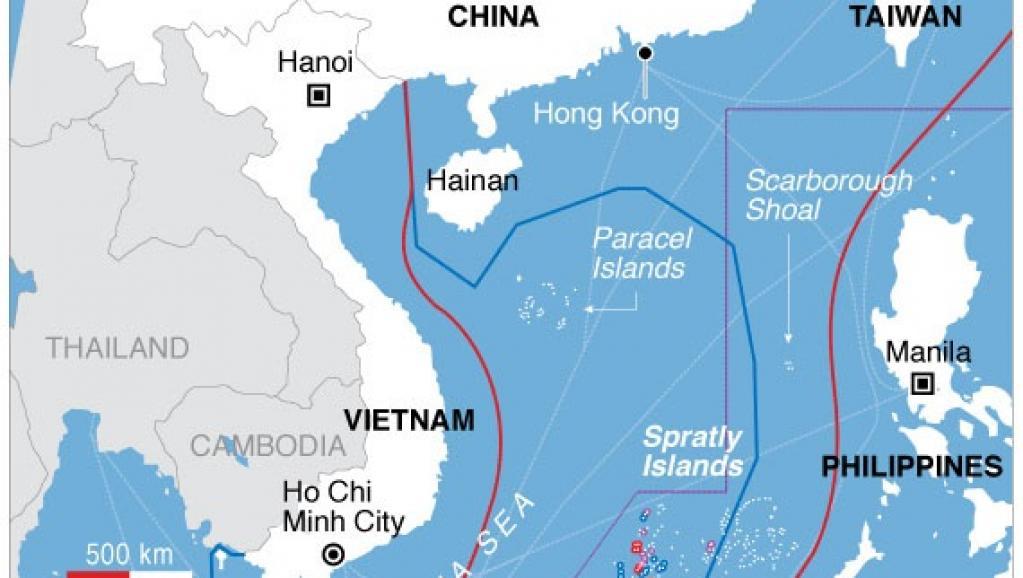 CHINA
TAIWAN
Hanoi
Hong Kong
Hainan
Scarborough
Shoal
Paracel
Islands
THAILAND
Manila
VIETNAM
CAMBODIA
Spratly
Islands
PHILIPPINES
Ho Chi
Minh City
SEA
500 km